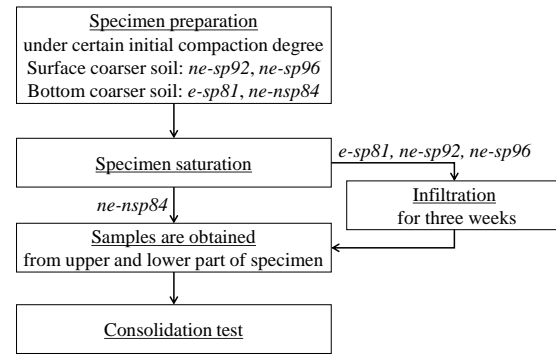 Specimen preparation
under certain initial compaction degree
Surface coarser soil: ne-sp92, ne-sp96
Bottom coarser soil: e-sp81, ne-nsp84
Specimen saturation
e-sp81, ne-sp92, ne-sp96
Infiltration
for three weeks
ne-nsp84
Samples are obtained
from upper and lower part of specimen
Consolidation test